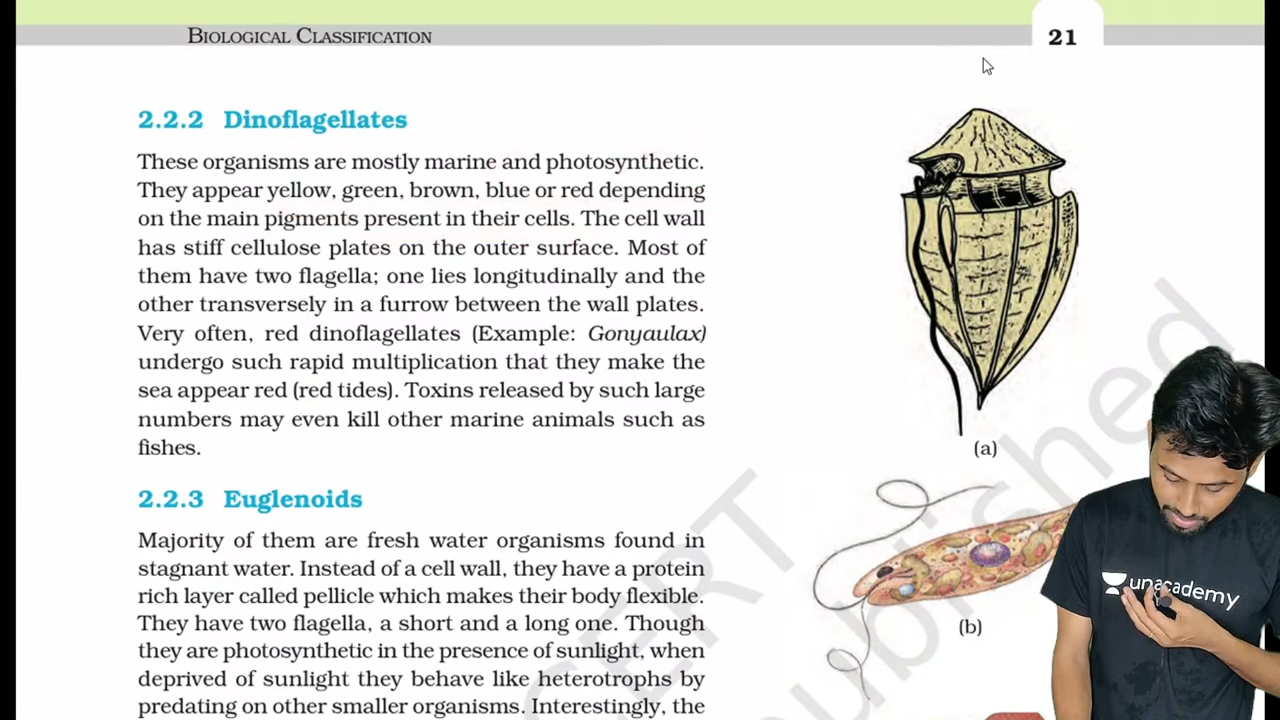 BIOLOGICAL CLASSIFICATION
21
2.2.2 Dinoflagellates
These organisms are mostly marine and photosynthetic.
They appear yellow, green, brown, blue or red depending
on the main pigments present in their cells. The cell wall
has stiff cellulose plates on the outer surface. Most of
them have two flagella; one lies longitudinally and the
other transversely in a furrow between the wall plates.
Very often, red dinoflagellates (Example: Gonyaulax)
undergo such rapid multiplication that they make the
sea appear red (red tides). Toxins released by such large
numbers may even kill other marine animals such as
fishes.
2.2.3 Euglenoids
Majority of them are fresh water organisms found in
stagnant water. Instead of a cell wall, they have a protein
rich layer called pellicle which makes their body flexible.
They have two flagella, a short and a long one. Though
they are photosynthetic in the presence of sunlight, when
deprived of sunlight they behave like heterotrophs by
predating on other smaller organisms. Interestingly, the
(a)
(b)
unacademy